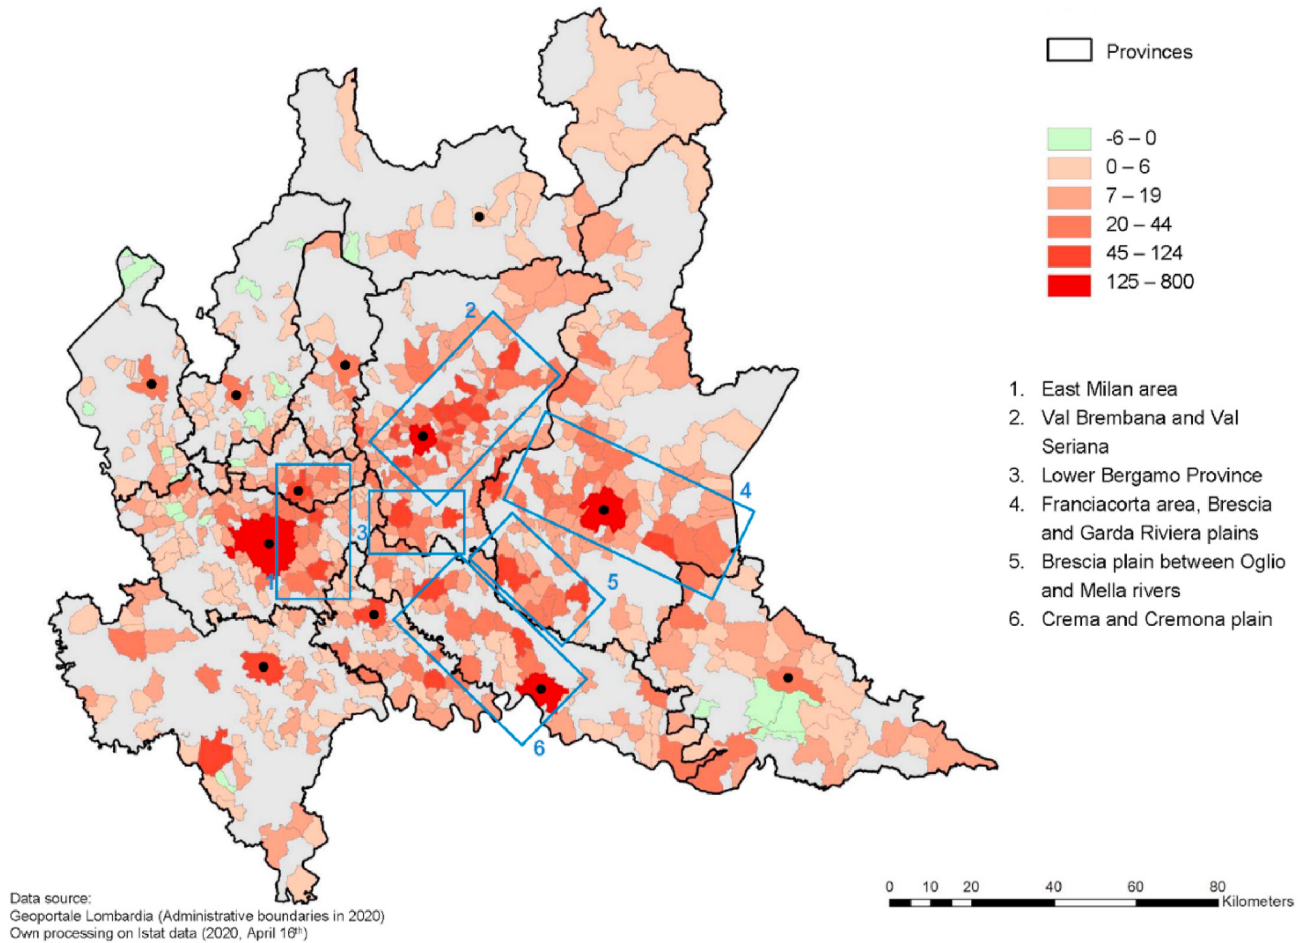 Provinces
-6 – 0
0 – 6
7 – 19
20 – 44
45 – 124
125 – 800
1. East Milan area
2. Val Brembana and Val
Seriana
3. Lower Bergamo Province
4. Franciacorta area, Brescia
and Garda Riviera plains
5. Brescia plain between Oglio
and Mella rivers
6. Crema and Cremona plain
2
4
3
1
5
6
Data source:
Geoportale Lombardia (Administrative boundaries in 2020)
Own processing on Istat data (2020, April 16th)
0 10 20 40 60 80
Kilometers